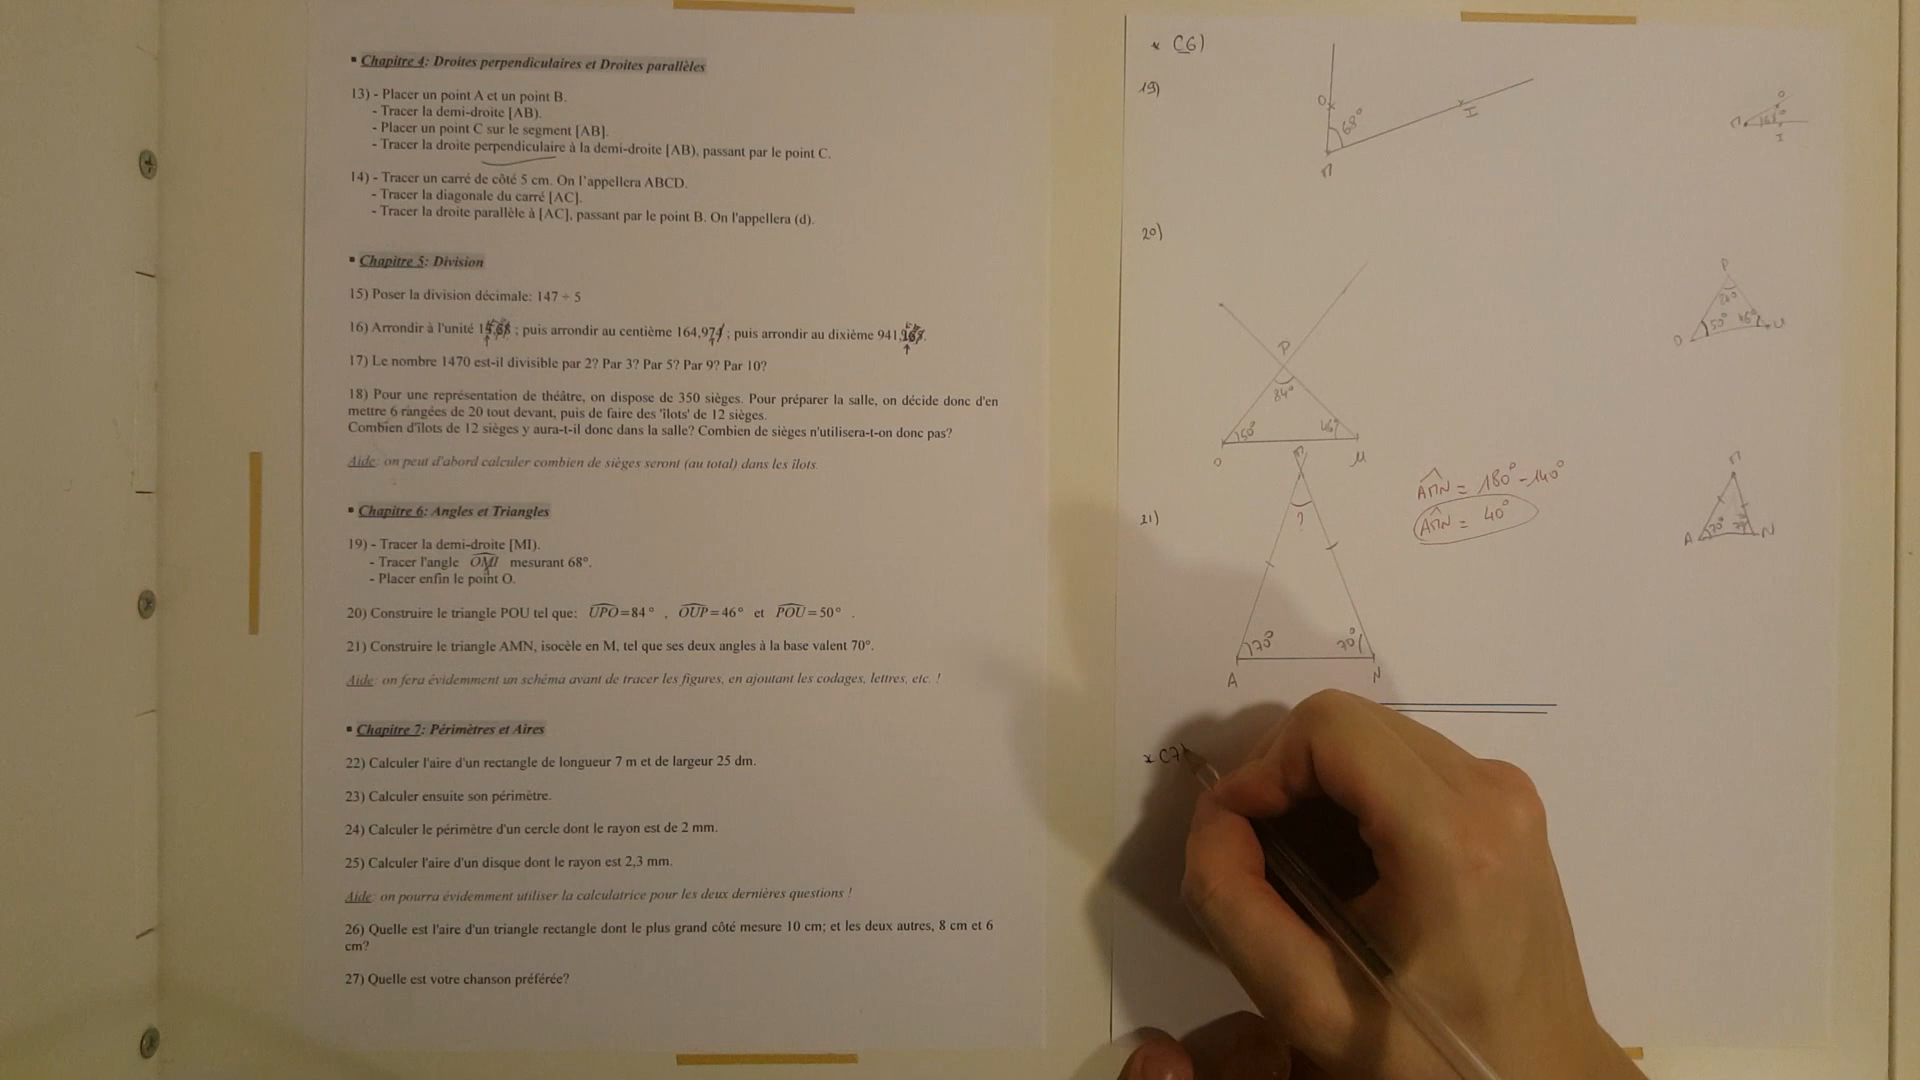 ▪ Chapitre 4: Droites perpendiculaires et Droites parallèles
13) - Placer un point A et un point B.
- Tracer la demi-droite [AB).
- Placer un point C sur le segment [AB].
- Tracer la droite perpendiculaire à la demi-droite [AB), passant par le point C.
14) - Tracer un carré de côté 5 cm. On l'appellera ABCD.
- Tracer la diagonale du carré [AC].
- Tracer la droite parallèle à [AC], passant par le point B. On l'appellera (d).
▪ Chapitre 5: Division
15) Poser la division décimale: 147 ÷ 5
16) Arrondir à l'unité ; puis arrondir au centième 164,974 ; puis arrondir au dixième
17) Le nombre 1470 est-il divisible par 2? Par 3? Par 5? Par 9? Par 10?
18) Pour une représentation de théâtre, on dispose de 350 sièges. Pour préparer la salle, on décide donc d'en
mettre 6 rangées de 20 tout devant, puis de faire des 'îlots' de 12 sièges.
Combien d'îlots de 12 sièges y aura-t-il donc dans la salle? Combien de sièges n'utilisera-t-on donc pas?
Aide: on peut d'abord calculer combien de sièges seront (au total) dans les îlots.
▪ Chapitre 6: Angles et Triangles
19) - Tracer la demi-droite [MI).
- Tracer l'angle OMI mesurant 68°.
- Placer enfin le point O.
20) Construire le triangle POU tel que: UPO=84° , OUP=46° et POU=50° .
21) Construire le triangle AMN, isocèle en M, tel que ses deux angles à la base valent 70°.
Aide: on fera évidemment un schéma avant de tracer les figures, en ajoutant les codages, lettres, etc. !
▪ Chapitre 7: Périmètres et Aires
22) Calculer l'aire d'un rectangle de longueur 7 m et de largeur 25 dm.
23) Calculer ensuite son périmètre.
24) Calculer le périmètre d'un cercle dont le rayon est de 2 mm.
25) Calculer l'aire d'un disque dont le rayon est 2,3 mm.
Aide: on pourra évidemment utiliser la calculatrice pour les deux dernières questions !
26) Quelle est l'aire d'un triangle rectangle dont le plus grand côté mesure 10 cm; et les deux autres, 8 cm et 6
cm?
27) Quelle est votre chanson préférée?
x C6)
19)
O
68°
I
M
O
M 68°
I
20)
P
84°
50° 46°
O U
P
84°
50° 46°
O U
21)
M
?
70° 70°
A N
AMN = 180° - 140°
AMN = 40°
M
70° 70°
A N
x C7)